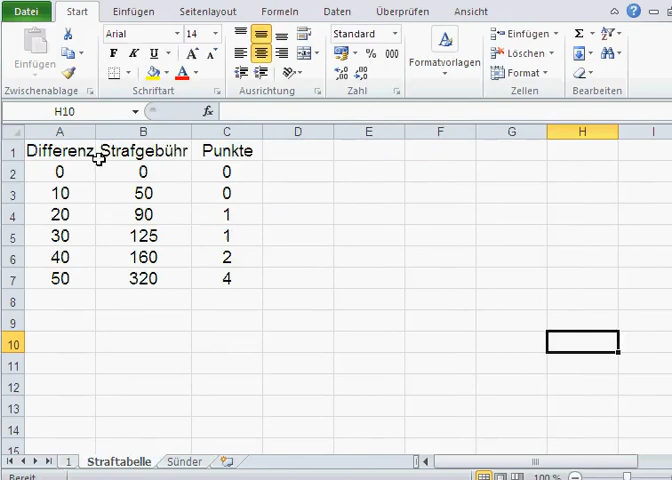 Datei Start Einfügen Seitenlayout Formeln Daten Überprüfen Ansicht
Arial 14 Standard Einfügen Σ
Einfügen F K U A A % 000 Formatvorlagen Löschen
Format
Zwischenablage Schriftart Ausrichtung Zahl Zellen Bearbeiten
H10 fx
A B C D E F G H I
1 Differenz Strafgebühr Punkte
2 0 0 0
3 10 50 0
4 20 90 1
5 30 125 1
6 40 160 2
7 50 320 4
8
9
10
11
12
13
14
15
1 Straftabelle Sünder
Bereit 100 %